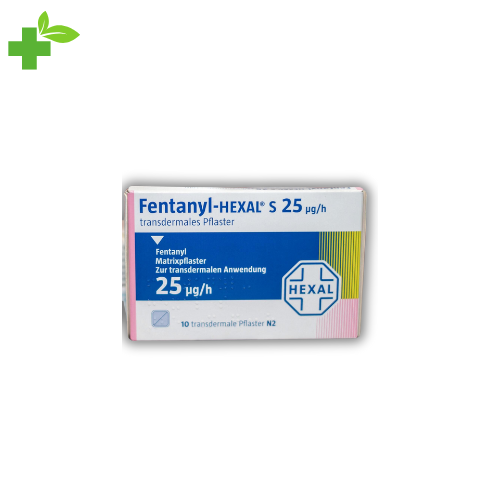 Fentanyl-HEXAL® S 25 µg/h
transdermales Pflaster
Fentanyl
Matrixpflaster
Zur transdermalen Anwendung
25 µg/h
HEXAL
10 transdermale Pflaster N2